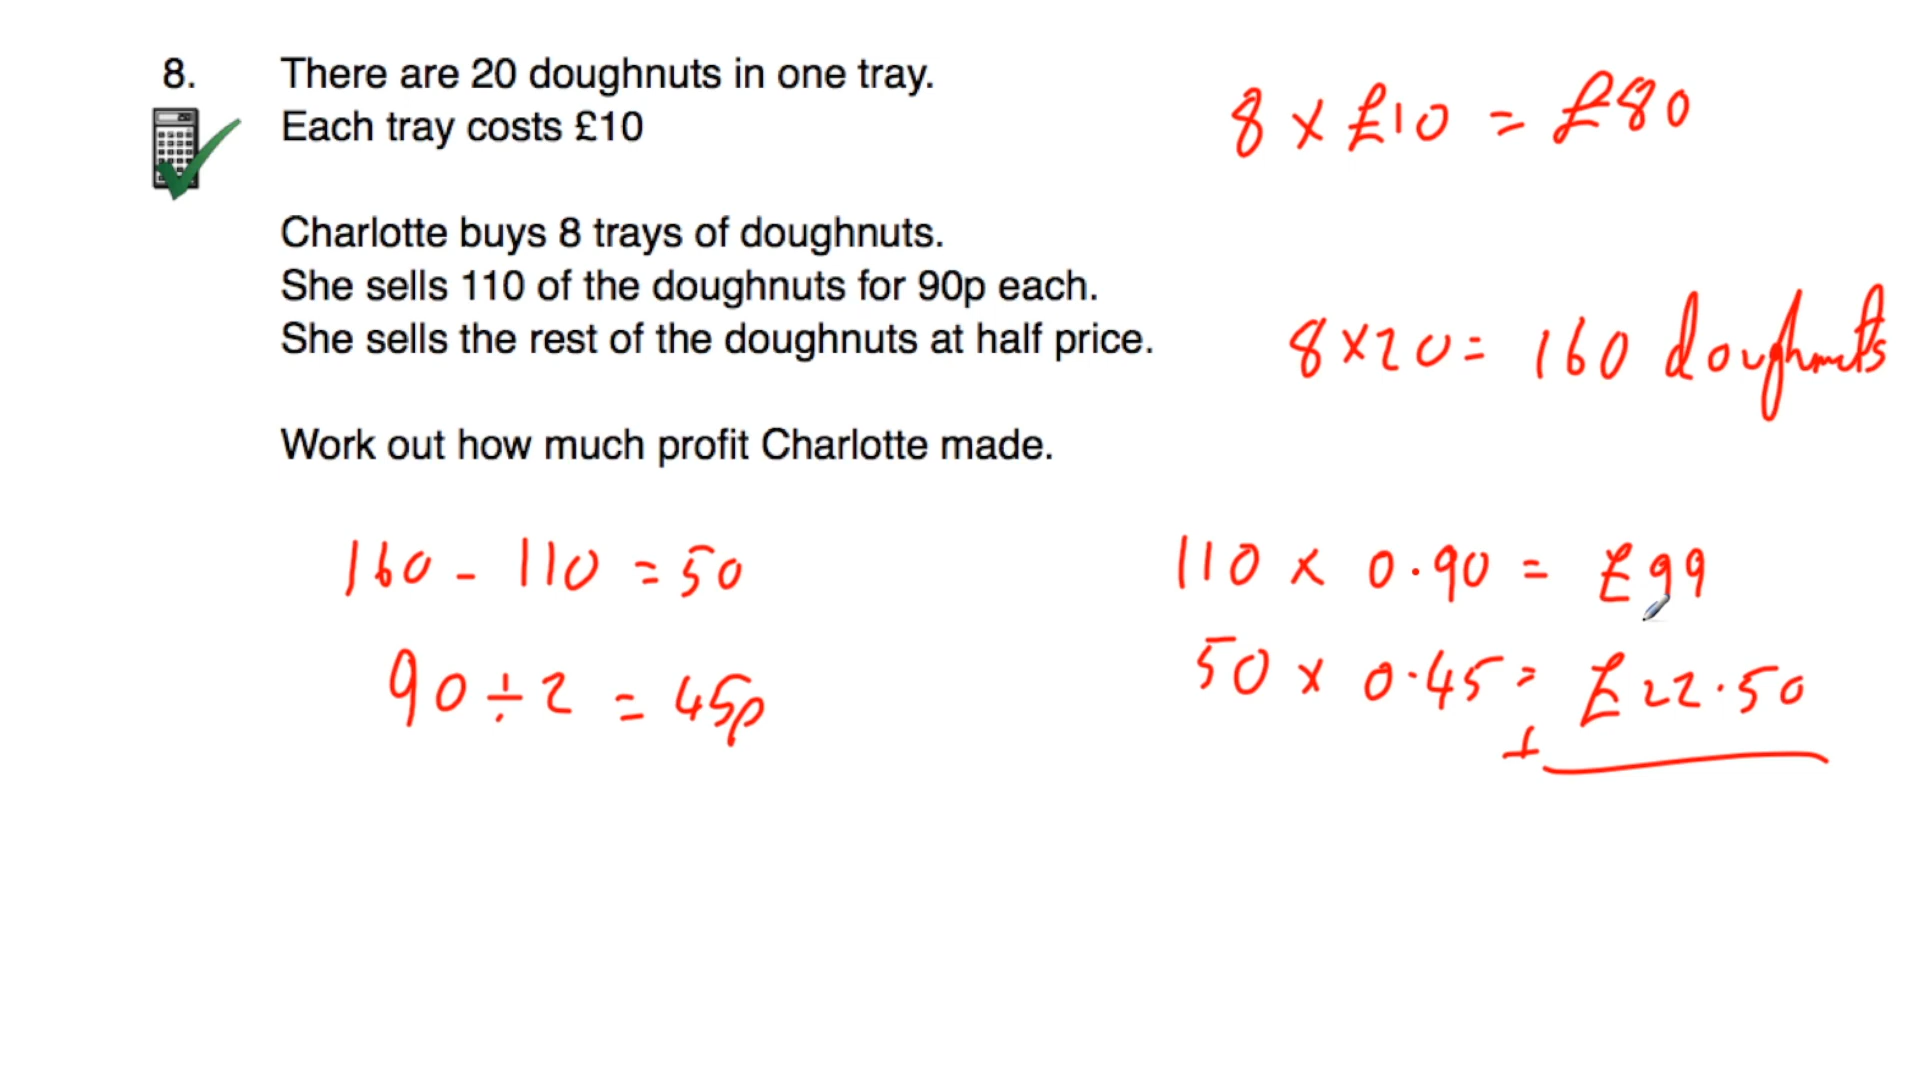 8. There are 20 doughnuts in one tray.
Each tray costs £10
8 × £10 = £80
Charlotte buys 8 trays of doughnuts.
She sells 110 of the doughnuts for 90p each.
She sells the rest of the doughnuts at half price.
8×20= 160 doughnuts
Work out how much profit Charlotte made.
160 - 110 = 50
90 ÷ 2 = 45p
110 × 0.90 = £99
50 × 0.45 = £22.50
+